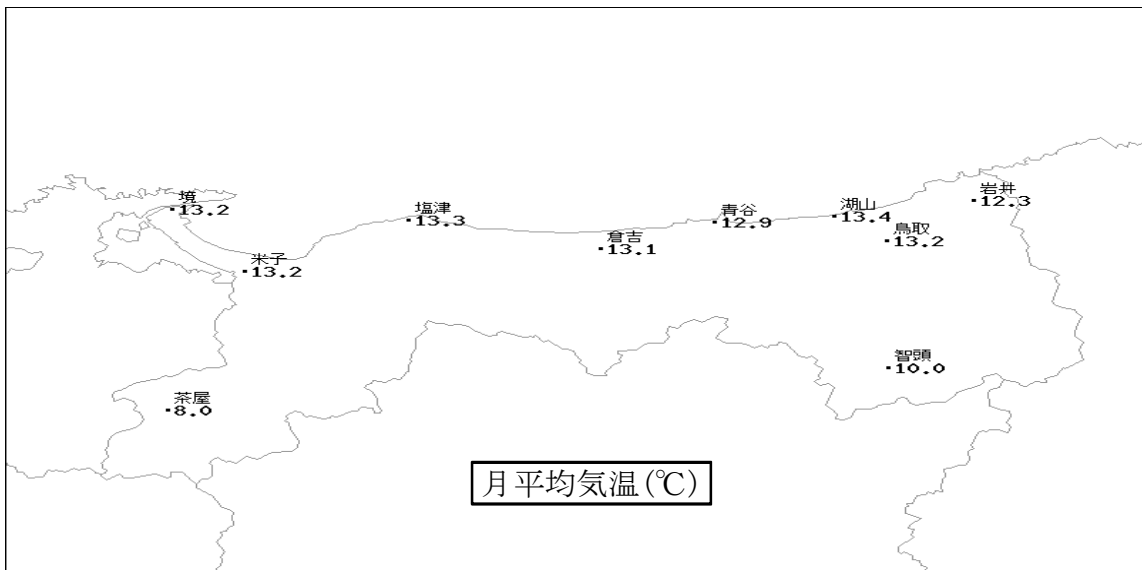 境
13.2
塩津
13.3
米子
13.2
倉吉
13.1
青谷
12.9
湖山
13.4
鳥取
13.2
岩井
12.3
智頭
10.0
茶屋
8.0
月平均気温(℃)